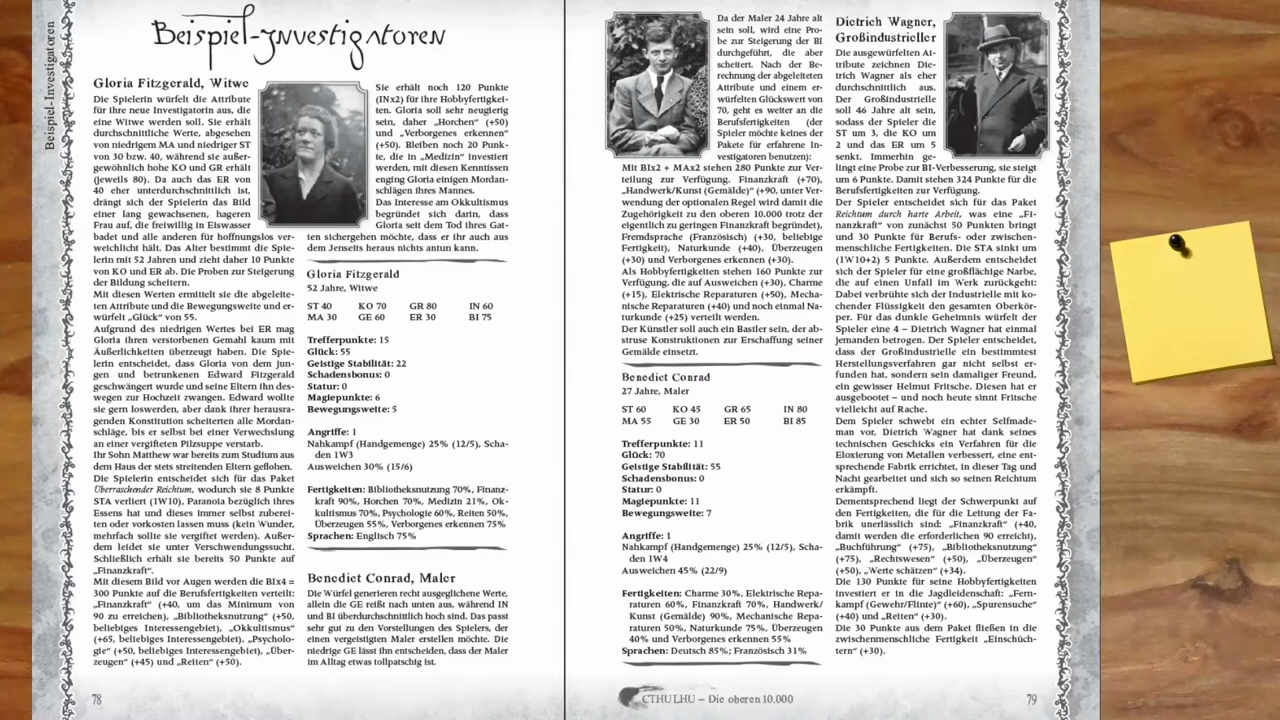 Beispiel-Investigatoren
Beispiel-Investigatoren
Gloria Fitzgerald, Witwe
Die Spielerin würfelt die Attribute
für ihre neue Investigatorin aus, die
eine Witwe werden soll. Sie erhält
durchschnittliche Werte, abgesehen
von niedrigem MA und niedriger ST
von 30 bzw. 40, während sie außer-
gewöhnlich hohe KO und GR erhält
(jeweils 80). Da auch das ER von
40 eher unterdurchschnittlich ist,
drängt sich der Spielerin das Bild
einer lang gewachsenen, hageren
Frau auf, die freiwillig in Eiswasser
badet und alle anderen für hoffnungslos ver-
weichlicht hält. Das Alter bestimmt die Spie-
lerin mit 52 Jahren und zieht daher 10 Punkte
von KO und ER ab. Die Proben zur Steigerung
der Bildung scheitern.
Mit diesen Werten ermittelt sie die abgeleite-
ten Attribute und die Bewegungsweite und er-
würfelt „Glück“ von 55.
Aufgrund des niedrigen Wertes bei ER mag
Gloria ihren verstorbenen Gemahl kaum mit
Äußerlichkeiten überzeugt haben. Die Spie-
lerin entscheidet, dass Gloria von dem jun-
gen und betrunkenen Edward Fitzgerald
geschwängert wurde und seine Eltern ihn des-
wegen zur Hochzeit zwangen. Edward wollte
sie gern loswerden, aber dank ihrer herausra-
genden Konstitution scheiterten alle Mordan-
schläge, bis er selbst bei einer Verwechslung
an einer vergifteten Pilzsuppe verstarb.
Ihr Sohn Matthew war bereits zum Studium aus
dem Haus der stets streitenden Eltern geflohen.
Die Spielerin entscheidet sich für das Paket
Überraschender Reichtum, wodurch sie 8 Punkte
STA verliert (1W10), Paranoia bezüglich ihres
Essens hat und dieses immer selbst zuberei-
ten oder vorkosten lassen muss (kein Wunder,
mehrfach sollte sie vergiftet werden). Außer-
dem leidet sie unter Verschwendungssucht.
Schließlich erhält sie bereits 50 Punkte auf
„Finanzkraft“.
Mit diesem Bild vor Augen werden die BIx4 =
300 Punkte auf die Berufsfertigkeiten verteilt:
„Finanzkraft“ (+40, um das Minimum von
90 zu erreichen), „Bibliotheksnutzung“ (+50,
beliebiges Interessengebiet), „Okkultismus“
(+65, beliebiges Interessengebiet), „Psycholo-
gie“ (+50, beliebiges Interessengebiet), „Über-
zeugen“ (+45) und „Reiten“ (+50).
Sie erhält noch 120 Punkte
(INx2) für ihre Hobbyfertigkei-
ten. Gloria soll sehr neugierig
sein, daher „Horchen“ (+50)
und „Verborgenes erkennen“
(+50). Bleiben noch 20 Punk-
te, die in „Medizin“ investiert
werden, mit diesen Kenntissen
enging Gloria einigen Mordan-
schlägen ihres Mannes.
Das Interesse am Okkultismus
begründet sich darin, dass
Gloria seit dem Tod ihres Gat-
ten sichergehen möchte, dass er ihr auch aus
dem Jenseits heraus nichts antun kann.
Gloria Fitzgerald
52 Jahre, Witwe
ST 40 KO 70 GR 80 IN 60
MA 30 GE 60 ER 30 BI 75
Trefferpunkte: 15
Glück: 55
Geistige Stabilität: 22
Schadensbonus: 0
Statur: 0
Magiepunkte: 6
Bewegungsweite: 5
Angriffe: 1
Nahkampf (Handgemenge) 25% (12/5), Scha-
den 1W3
Ausweichen 30% (15/6)
Fertigkeiten: Bibliotheksnutzung 70%, Finanz-
kraft 90%, Horchen 70%, Medizin 21%, Ok-
kultismus 70%, Psychologie 60%, Reiten 50%,
Überzeugen 55%, Verborgenes erkennen 75%
Sprachen: Englisch 75%
Benedict Conrad, Maler
Die Würfel generieren recht ausgeglichene Werte,
allein die GE reißt nach unten aus, während IN
und BI überdurchschnittlich hoch sind. Das passt
sehr gut zu den Vorstellungen des Spielers, der
einen vergeistigten Maler erstellen möchte. Die
niedrige GE lässt ihn entscheiden, dass der Maler
im Alltag etwas tollpatschig ist.
78
Da der Maler 24 Jahre alt
sein soll, wird eine Pro-
be zur Steigerung der BI
durchgeführt, die aber
scheitert. Nach der Be-
rechnung der abgeleiteten
Attribute und einem er-
würfelten Glückswert von
70, geht es weiter an die
Berufsfertigkeiten (der
Spieler möchte keines der
Pakete für erfahrene In-
vestigatoren benutzen):
Mit BIx2 + MAx2 stehen 280 Punkte zur Ver-
teilung zur Verfügung. Finanzkraft (+70),
„Handwerk/Kunst (Gemälde)“ (+90, unter Ver-
wendung der optionalen Regel wird damit die
Zugehörigkeit zu den oberen 10.000 trotz der
eigentlich zu geringen Finanzkraft begründet),
Fremdsprache (Französisch) (+30, beliebige
Fertigkeit), Naturkunde (+40), Überzeugen
(+30) und Verborgenes erkennen (+30).
Als Hobbyfertigkeiten stehen 160 Punkte zur
Verfügung, die auf Ausweichen (+30), Charme
(+15), Elektrische Reparaturen (+50), Mecha-
nische Reparaturen (+40) und noch einmal Na-
turkunde (+25) verteilt werden.
Der Künstler soll auch ein Bastler sein, der ab-
struse Konstruktionen zur Erschaffung seiner
Gemälde einsetzt.
Benedict Conrad
27 Jahre, Maler
ST 60 KO 45 GR 65 IN 80
MA 55 GE 30 ER 50 BI 85
Trefferpunkte: 11
Glück: 70
Geistige Stabilität: 55
Schadensbonus: 0
Statur: 0
Magiepunkte: 11
Bewegungsweite: 7
Angriffe: 1
Nahkampf (Handgemenge) 25% (12/5), Scha-
den 1W4
Ausweichen 45% (22/9)
Fertigkeiten: Charme 30%, Elektrische Repa-
raturen 60%, Finanzkraft 70%, Handwerk/
Kunst (Gemälde) 90%, Mechanische Repa-
raturen 50%, Naturkunde 75%, Überzeugen
40% und Verborgenes erkennen 55%
Sprachen: Deutsch 85%; Französisch 31%
Dietrich Wagner,
Großindustrieller
Die ausgewürfelten At-
tribute zeichnen Die-
trich Wagner als eher
durchschnittlich aus.
Der Großindustrielle
soll 46 Jahre alt sein,
sodass der Spieler die
ST um 3, die KO um
2 und das ER um 5
senkt. Immerhin ge-
lingt eine Probe zur BI-Verbesserung, sie steigt
um 6 Punkte. Damit stehen 324 Punkte für die
Berufsfertigkeiten zur Verfügung.
Der Spieler entscheidet sich für das Paket
Reichtum durch harte Arbeit, was eine „Fi-
nanzkraft“ von zunächst 50 Punkten bringt
und 30 Punkte für Berufs- oder zwischen-
menschliche Fertigkeiten. Die STA sinkt um
(1W10+2) 5 Punkte. Außerdem entscheidet
sich der Spieler für eine großflächige Narbe,
die auf einen Unfall im Werk zurückgeht:
Dabei verbrühte sich der Industrielle mit ko-
chender Flüssigkeit den gesamten Oberkör-
per. Für das dunkle Geheimnis würfelt der
Spieler eine 4 – Dietrich Wagner hat einmal
jemanden betrogen. Der Spieler entscheidet,
dass der Großindustrielle ein bestimmtest
Herstellungsverfahren gar nicht selbst er-
funden hat, sondern sein damaliger Freund,
ein gewisser Helmut Fritsche. Diesen hat er
ausgebootet – und noch heute sinnt Fritsche
vielleicht auf Rache.
Dem Spieler schwebt ein echter Selfmade-
man vor, Dietrich Wagner hat dank seines
technischen Geschicks ein Verfahren für die
Eloxierung von Metallen verbessert, eine ent-
sprechende Fabrik errichtet, in dieser Tag und
Nacht gearbeitet und sich so seinen Reichtum
erkämpft.
Dementsprechend liegt der Schwerpunkt auf
den Fertigkeiten, die für die Leitung der Fa-
brik unerlässlich sind: „Finanzkraft“ (+40,
damit werden die erforderlichen 90 erreicht),
„Buchführung“ (+75), „Bibliotheksnutzung“
(+75), „Rechtswesen“ (+50), „Überzeugen“
(+50), „Werte schätzen“ (+34).
Die 130 Punkte für seine Hobbyfertigkeiten
investiert er in die Jagdleidenschaft: „Fern-
kampf (Gewehr/Flinte)“ (+60), „Spurensuche“
(+40) und „Reiten“ (+30).
Die 30 Punkte aus dem Paket fließen in die
zwischenmenschliche Fertigkeit „Einschüch-
tern“ (+30).
CTHULHU – Die oberen 10.000
79